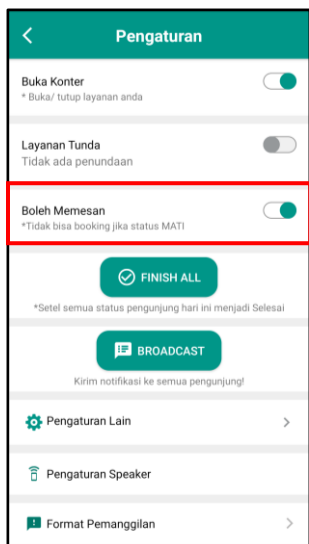 Pengaturan
Buka Konter
* Buka/ tutup layanan anda
Layanan Tunda
Tidak ada penundaan
Boleh Memesan
*Tidak bisa booking jika status MATI
FINISH ALL
*Setel semua status pengunjung hari ini menjadi Selesai
BROADCAST
Kirim notifikasi ke semua pengunjung!
Pengaturan Lain
Pengaturan Speaker
Format Pemanggilan